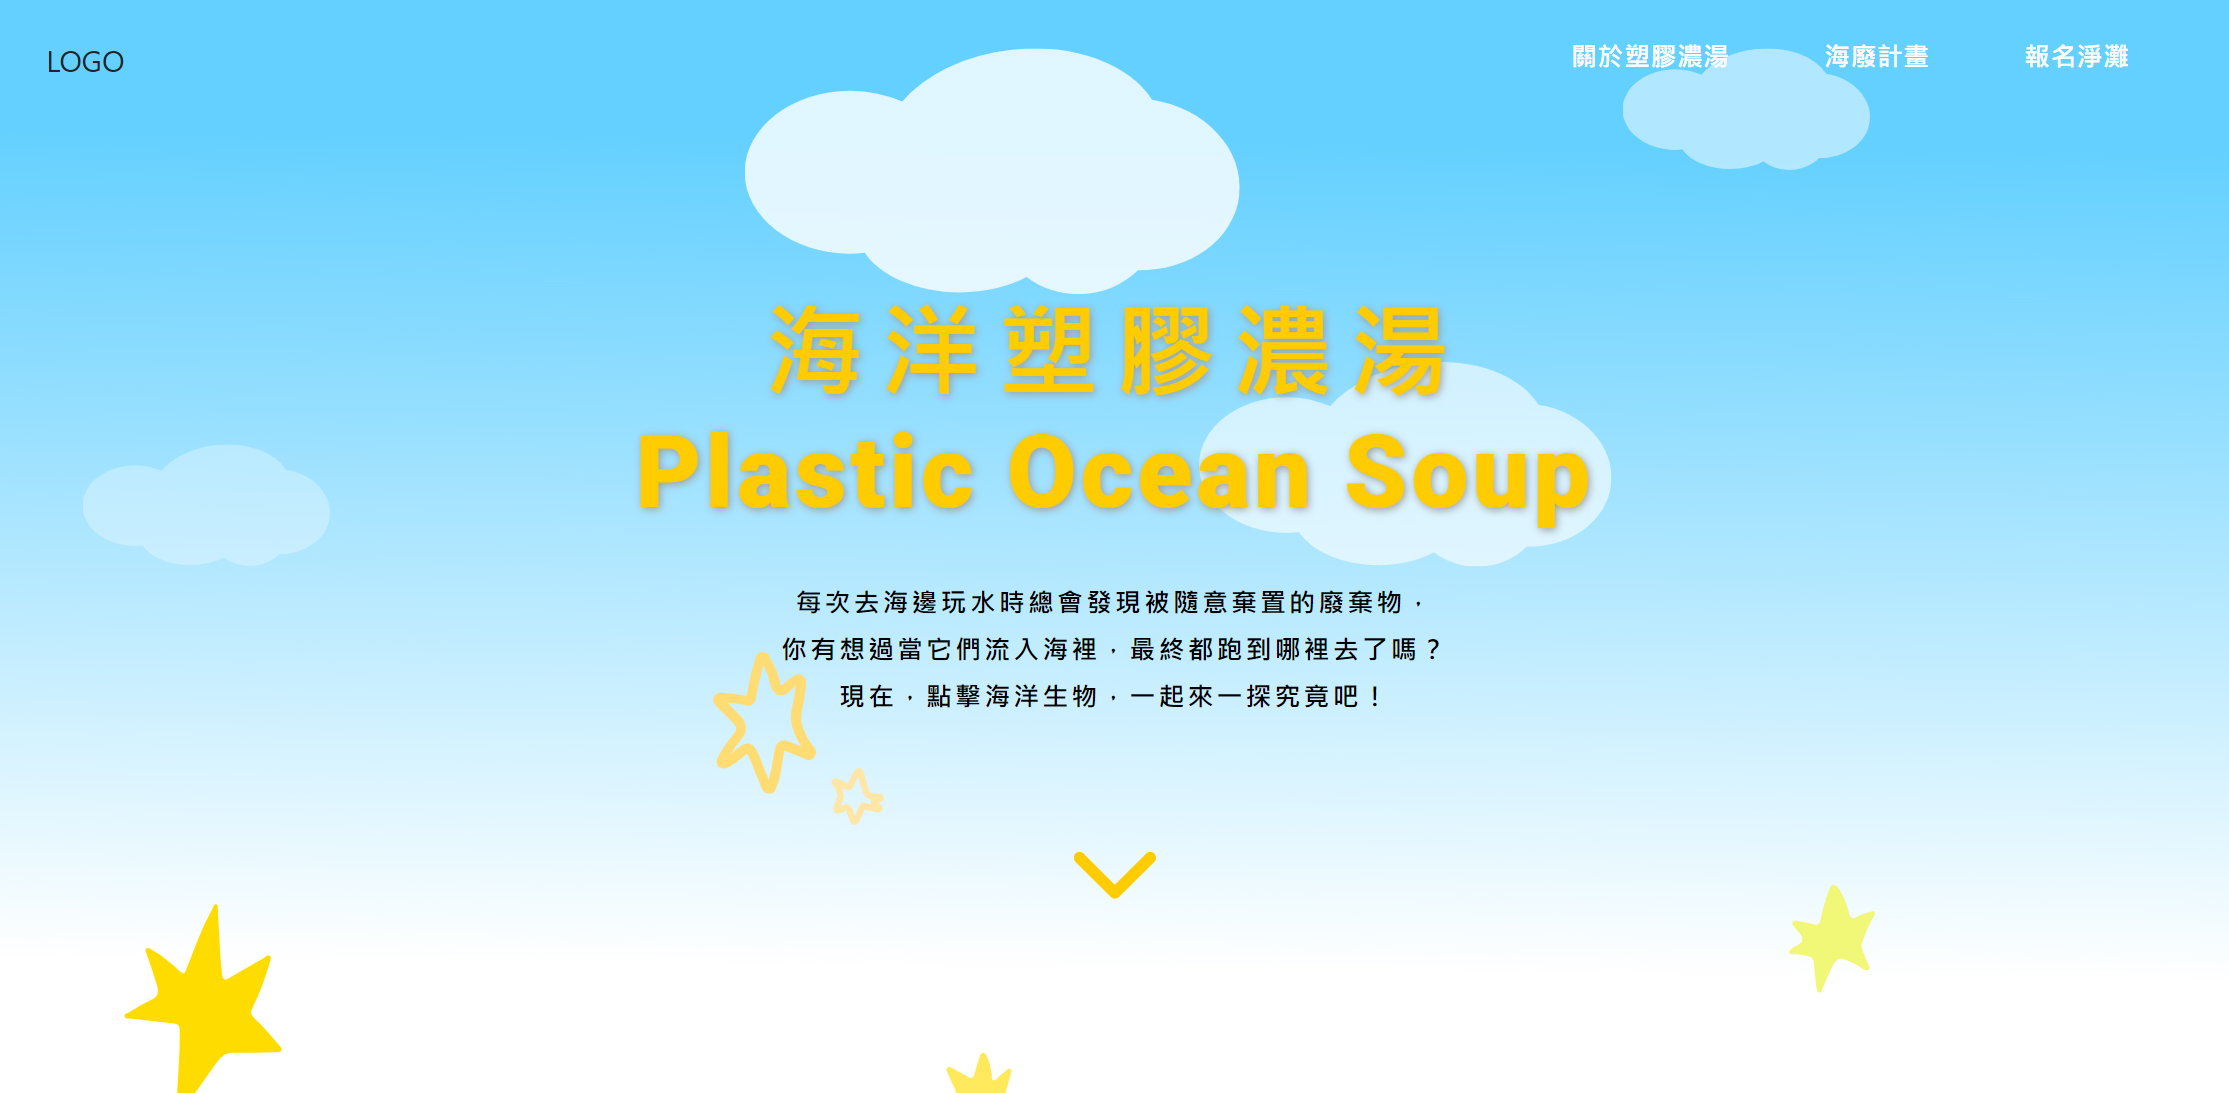 LOGO
關於塑膠濃湯 海廢計畫 報名淨灘
海洋塑膠濃湯
Plastic Ocean Soup
每次去海邊玩水時總會發現被隨意棄置的廢棄物，
你有想過當它們流入海裡，最終都跑到哪裡去了嗎？
現在，點擊海洋生物，一起來一探究竟吧！